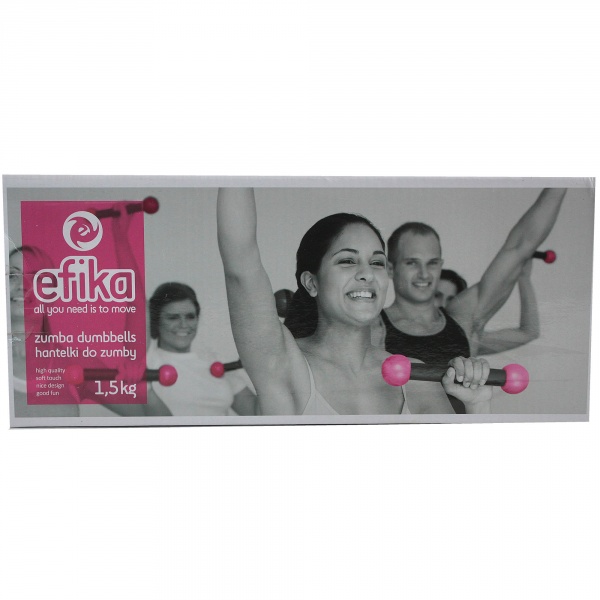 efika
all you need is to move
zumba dumbbells
hantelki do zumby
high quality
soft touch
nice design
good fun
1,5kg